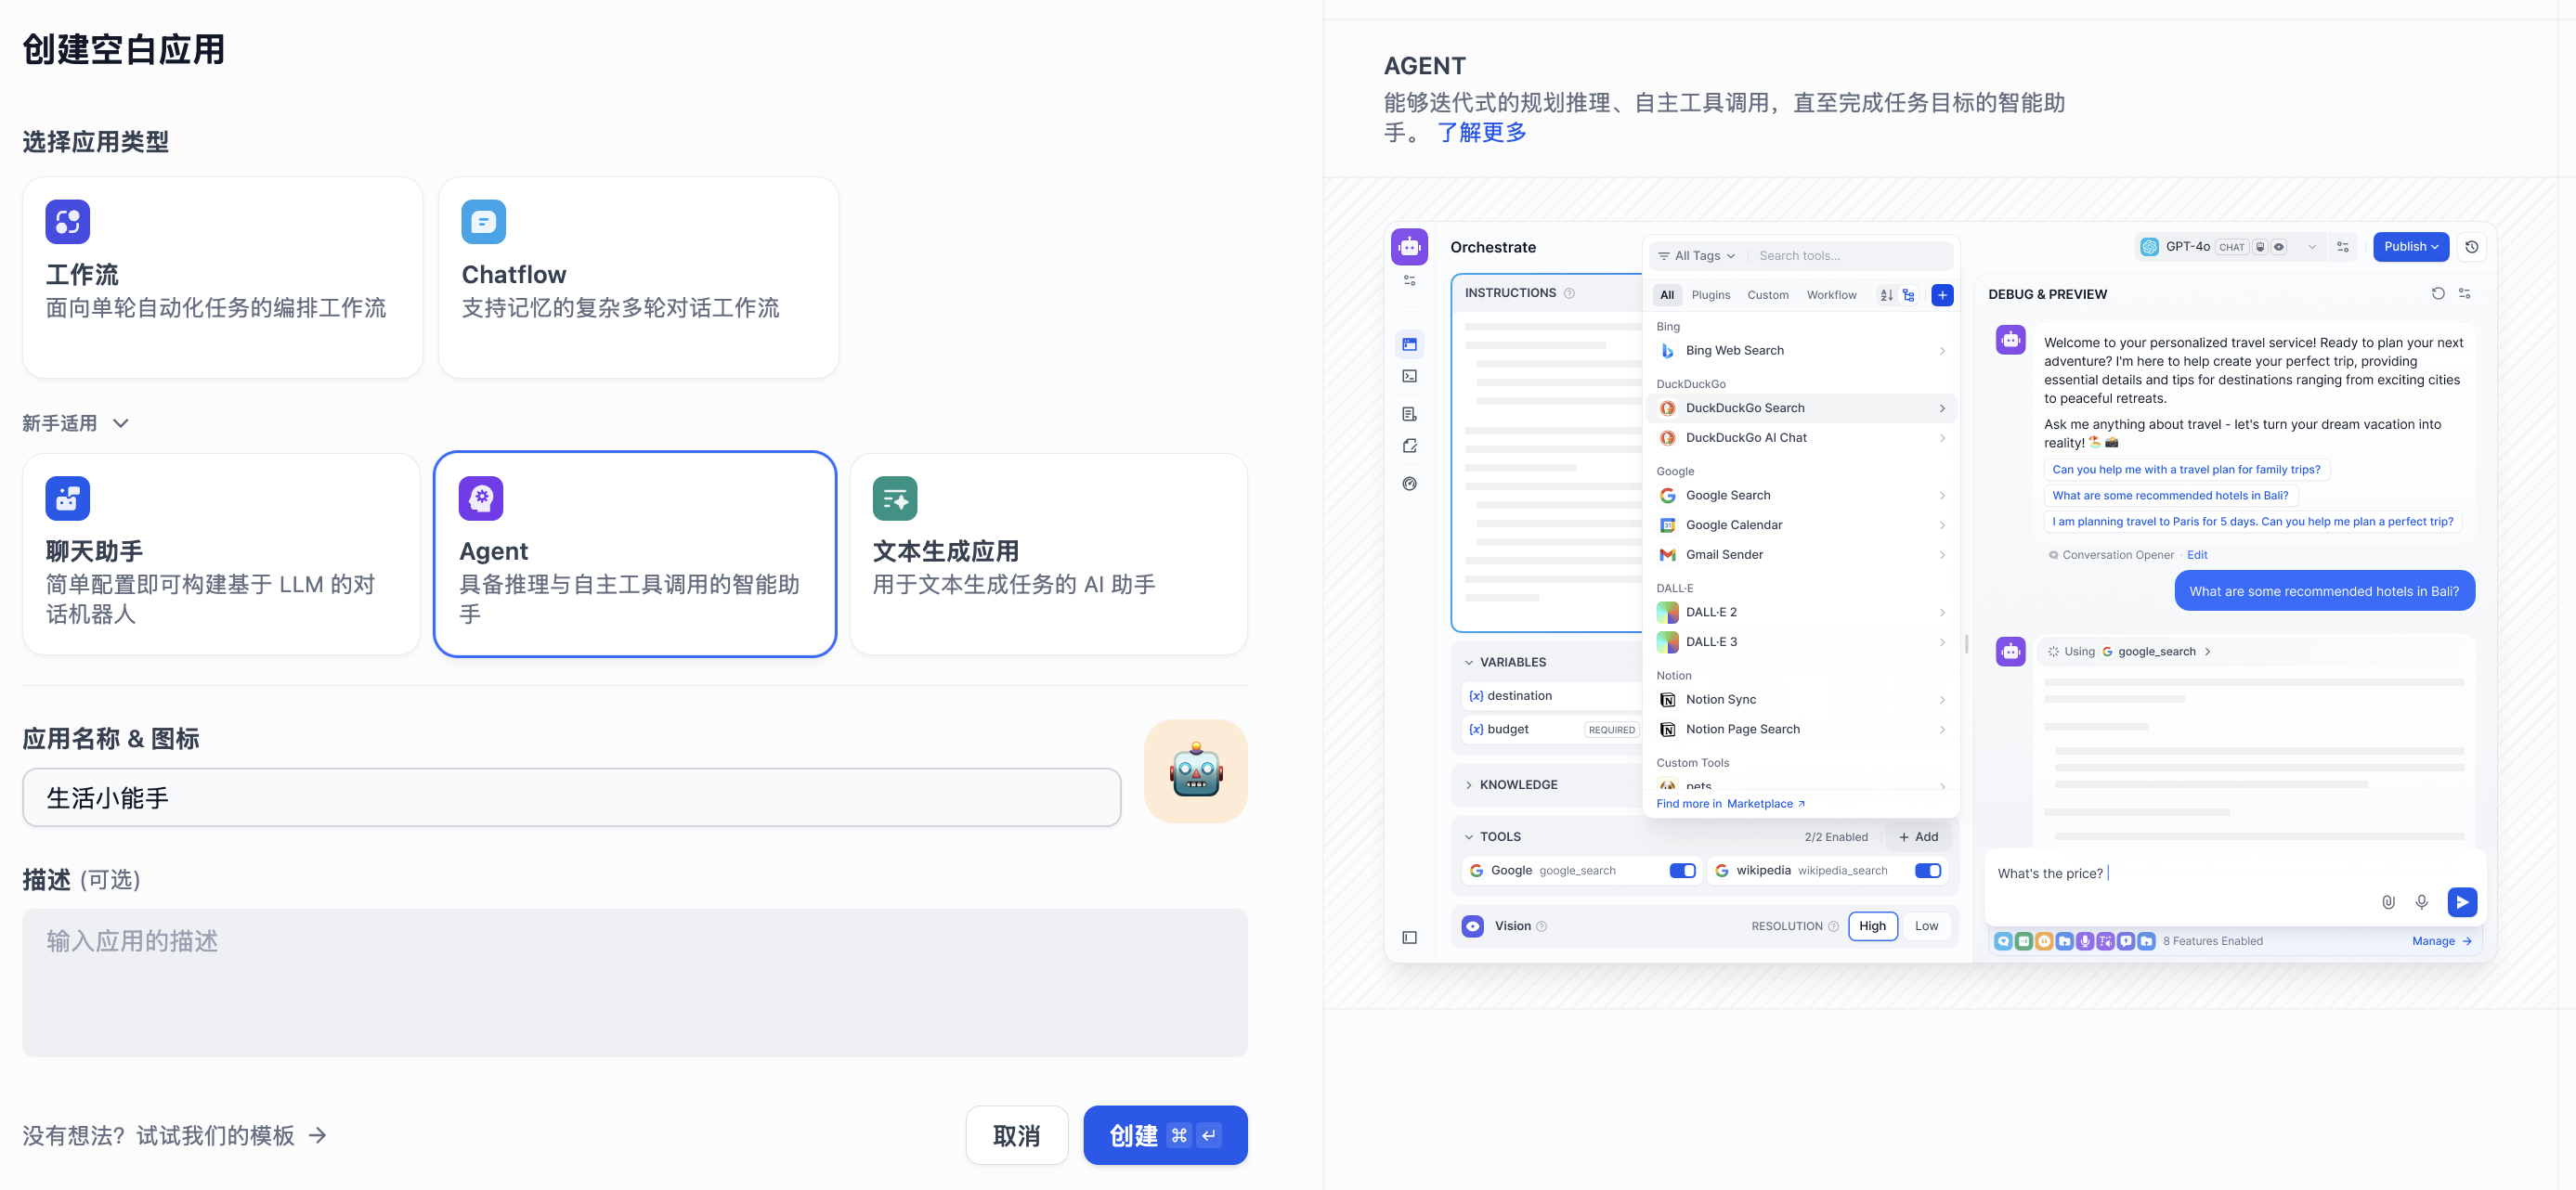 创建空白应用
选择应用类型
工作流
面向单轮自动化任务的编排工作流
Chatflow
支持记忆的复杂多轮对话工作流
新手适用
聊天助手
简单配置即可构建基于 LLM 的对
话机器人
Agent
具备推理与自主工具调用的智能助
手
文本生成应用
用于文本生成任务的 AI 助手
应用名称 & 图标
生活小能手
描述 (可选)
输入应用的描述
没有想法？试试我们的模板 →
取消
创建 ⌘ ↵
AGENT
能够迭代式的规划推理、自主工具调用，直至完成任务目标的智能助
手。 了解更多
Orchestrate
INSTRUCTIONS
All Tags
Search tools...
All Plugins Custom Workflow
Bing
Bing Web Search
DuckDuckGo
DuckDuckGo Search
DuckDuckGo AI Chat
Google
Google Search
Google Calendar
Gmail Sender
DALL·E
DALL·E 2
DALL·E 3
Notion
Notion Sync
Notion Page Search
Custom Tools
pets
Find more in Marketplace ↗
VARIABLES
{x} destination
{x} budget REQUIRED
KNOWLEDGE
TOOLS
2/2 Enabled + Add
Google google_search
wikipedia wikipedia_search
Vision
RESOLUTION High Low
GPT-4o CHAT
Publish
DEBUG & PREVIEW
Welcome to your personalized travel service! Ready to plan your next
adventure? I'm here to help create your perfect trip, providing
essential details and tips for destinations ranging from exciting cities
to peaceful retreats.
Ask me anything about travel - let's turn your dream vacation into
reality! 🏖️ 📸
Can you help me with a travel plan for family trips?
What are some recommended hotels in Bali?
I am planning travel to Paris for 5 days. Can you help me plan a perfect trip?
Conversation Opener · Edit
What are some recommended hotels in Bali?
Using google_search
What's the price?
8 Features Enabled
Manage →